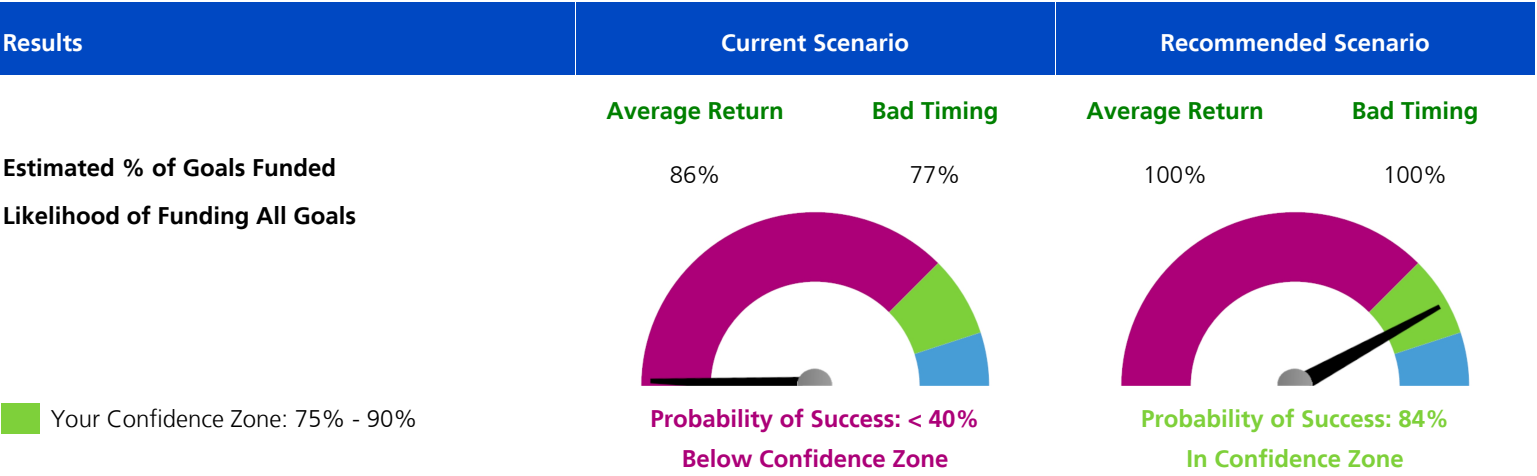 Results Current Scenario Recommended Scenario
Average Return Bad Timing Average Return Bad Timing
Estimated % of Goals Funded 86% 77% 100% 100%
Likelihood of Funding All Goals
Your Confidence Zone: 75% - 90% Probability of Success: < 40% Probability of Success: 84%
Below Confidence Zone In Confidence Zone